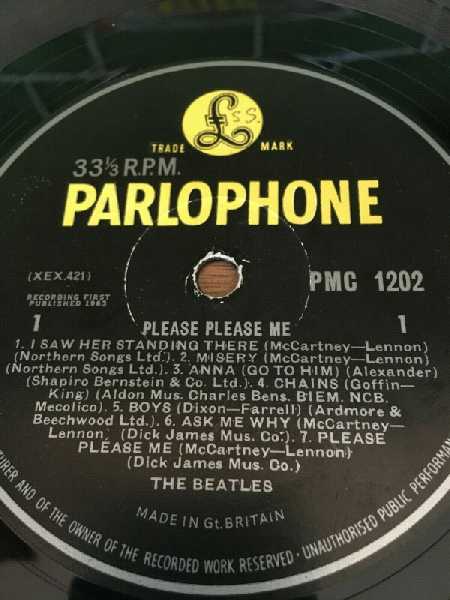 £ s s.
TRADE MARK
33⅓ R.P.M.
PARLOPHONE
(XEX.421) PMC 1202
RECORDING FIRST
PUBLISHED 1963
1 PLEASE PLEASE ME 1
1. I SAW HER STANDING THERE (McCartney—Lennon)
(Northern Songs Ltd.) 2. MISERY (McCartney—Lennon)
(Northern Songs Ltd.) 3. ANNA (GO TO HIM) (Alexander)
(Shapiro Bernstein & Co. Ltd.) 4. CHAINS (Goffin-
King) (Aldon Mus. Charles Bens. BIEM. NCB.
Mecolico). 5. BOYS (Dixon—Farrell) (Ardmore &
Beechwood Ltd.) 6. ASK ME WHY (McCartney—
Lennon) (Dick James Mus. Co.) 7. PLEASE
PLEASE ME (McCartney—Lennon)
(Dick James Mus. Co.)
THE BEATLES
MADE IN Gt. BRITAIN
URER AND OF THE OWNER OF THE RECORDED WORK RESERVED · UNAUTHORISED PUBLIC PERFORMAN